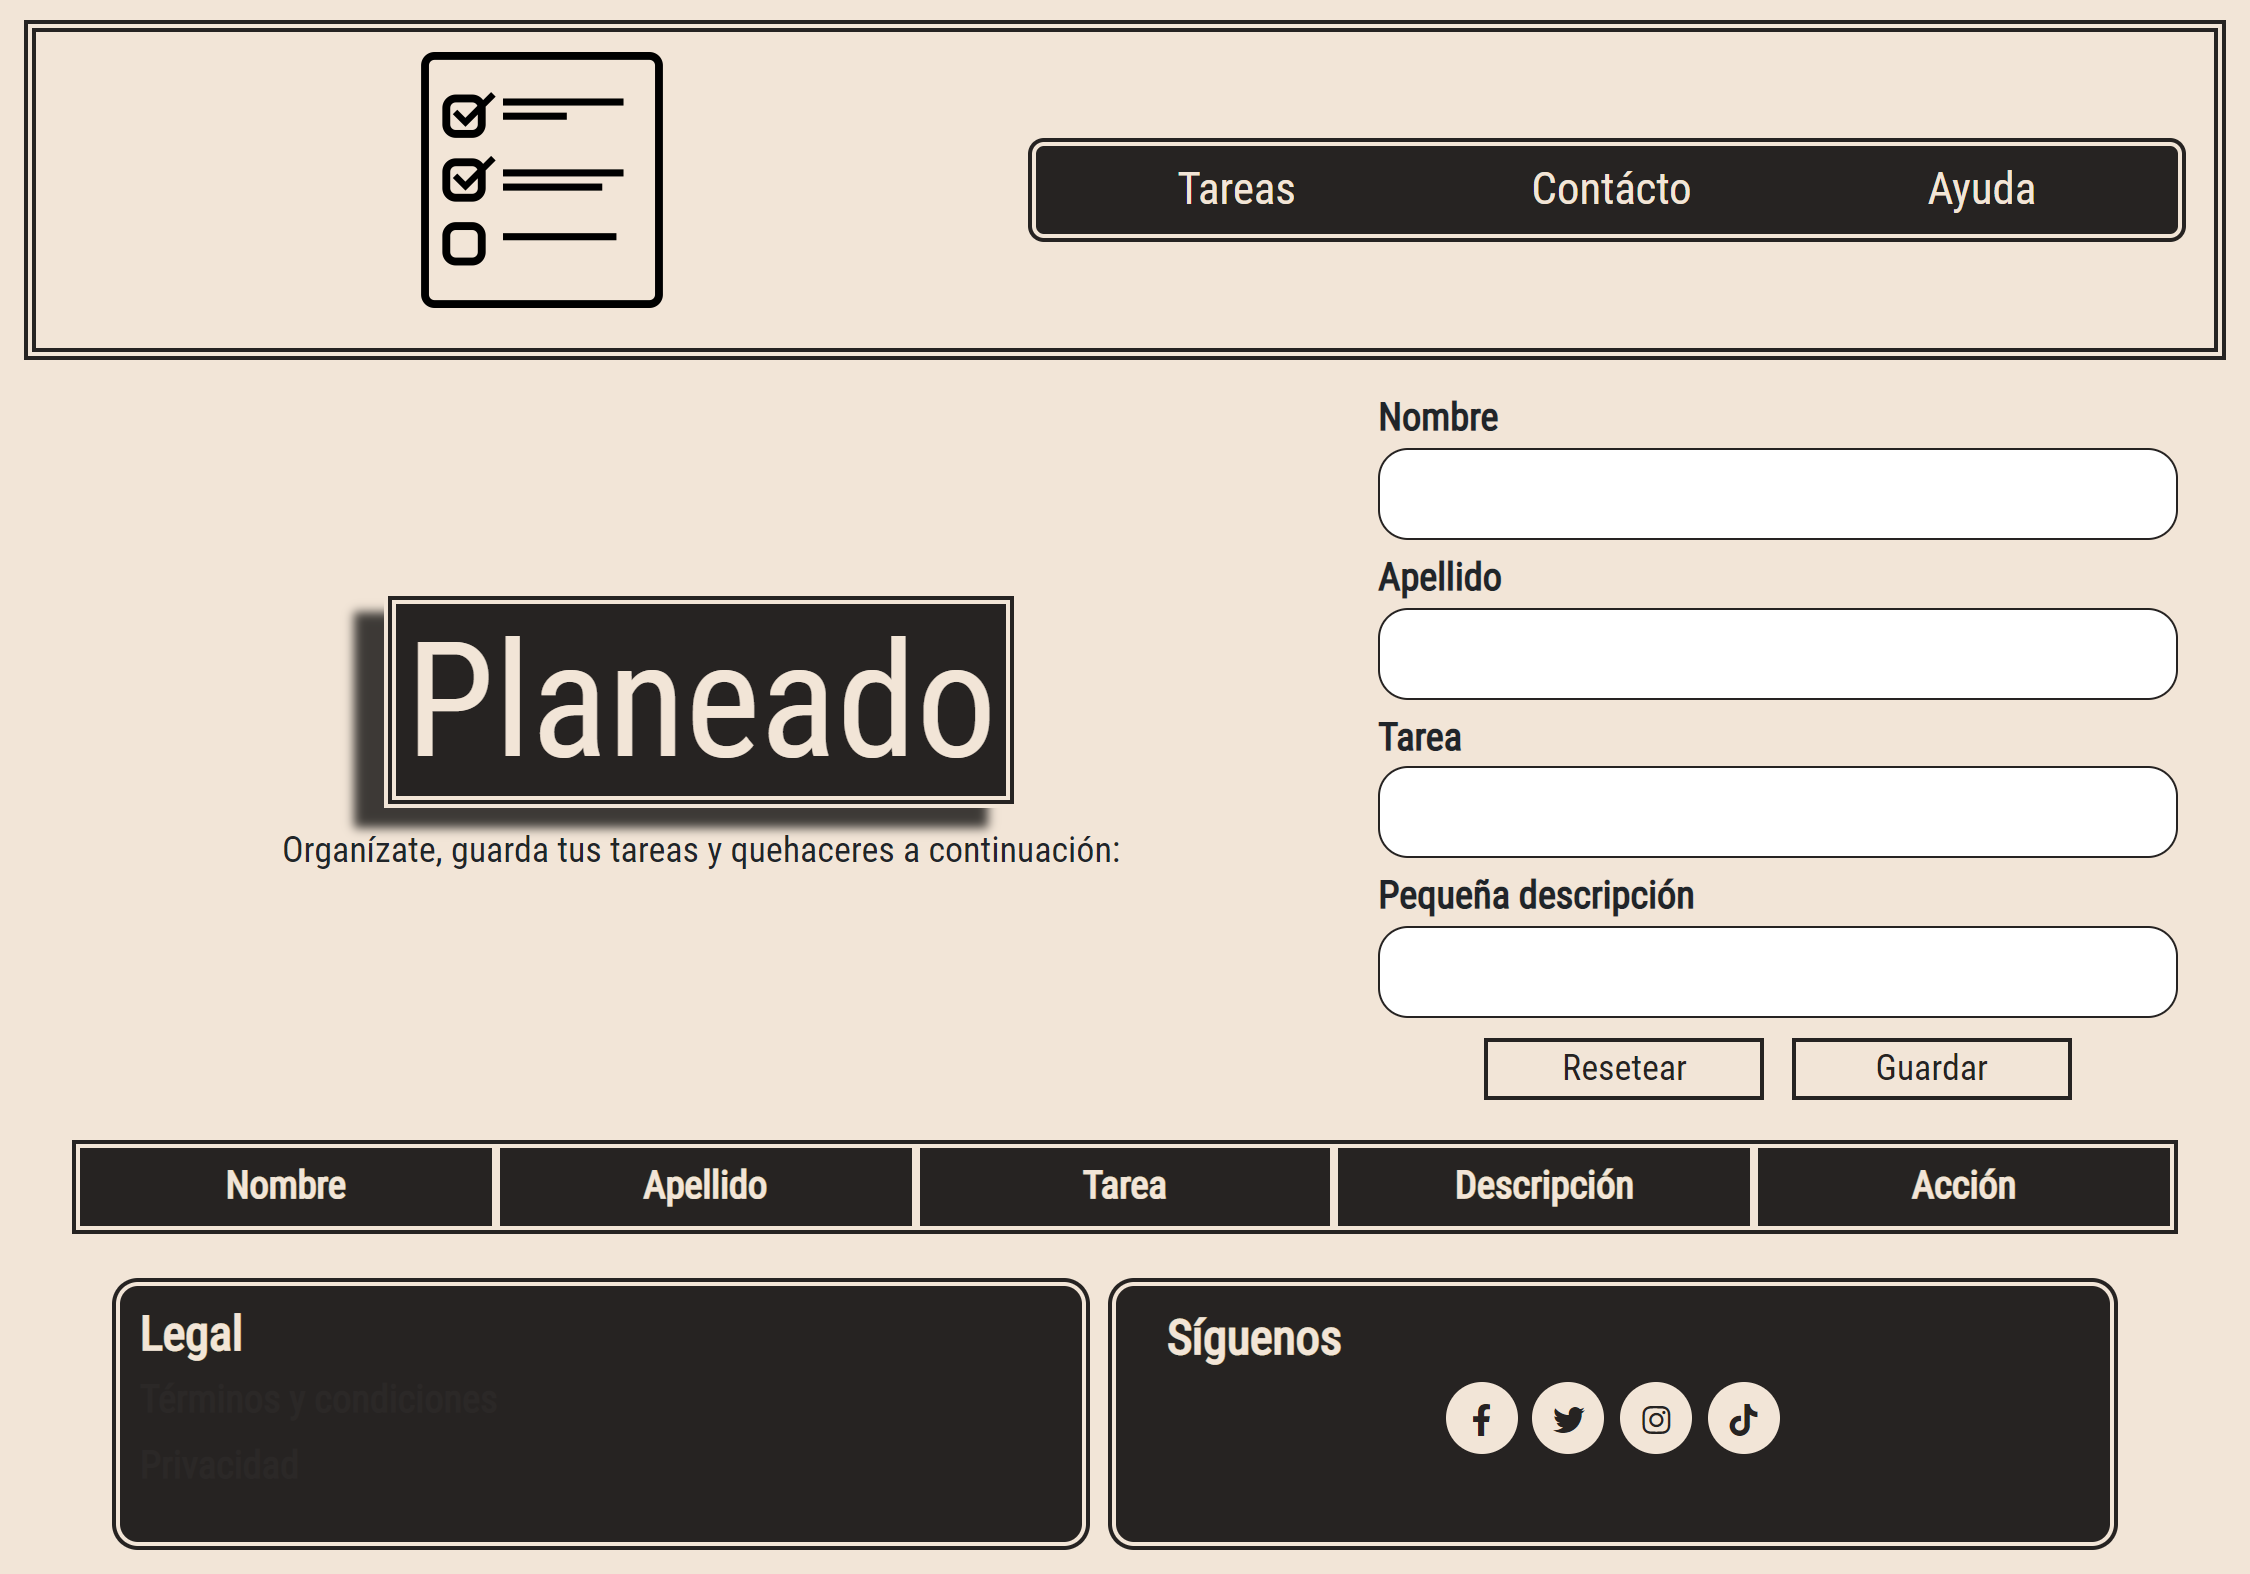 Tareas Contácto Ayuda
Nombre
Apellido
Tarea
Pequeña descripción
Planeado
Organízate, guarda tus tareas y quehaceres a continuación:
Resetear Guardar
Nombre Apellido Tarea Descripción Acción
Legal
Términos y condiciones
Privacidad
Síguenos